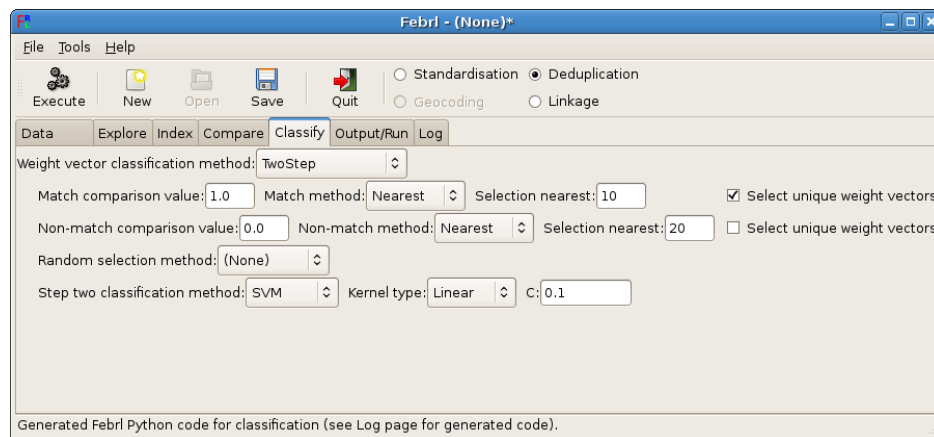 Febrl - (None)*
File Tools Help
Execute New Open Save Quit Standardisation Deduplication Geocoding Linkage
Data Explore Index Compare Classify Output/Run Log
Weight vector classification method: TwoStep
Match comparison value: 1.0 Match method: Nearest Selection nearest: 10 Select unique weight vectors
Non-match comparison value: 0.0 Non-match method: Nearest Selection nearest: 20 Select unique weight vectors
Random selection method: (None)
Step two classification method: SVM Kernel type: Linear C: 0.1
Generated Febrl Python code for classification (see Log page for generated code).